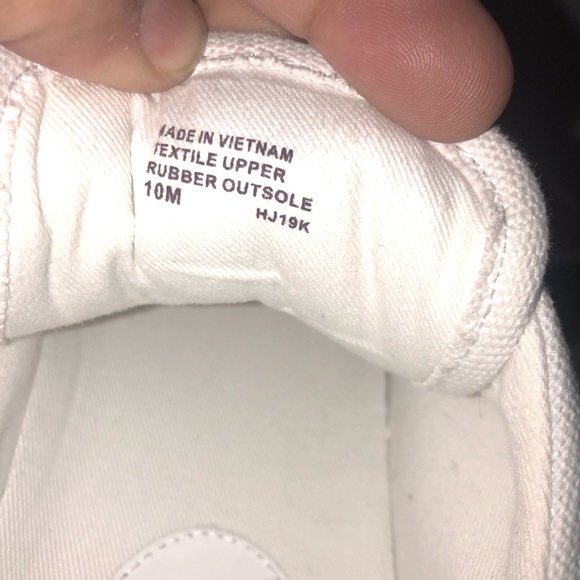 MADE IN VIETNAM
TEXTILE UPPER
RUBBER OUTSOLE
10M HJ19K